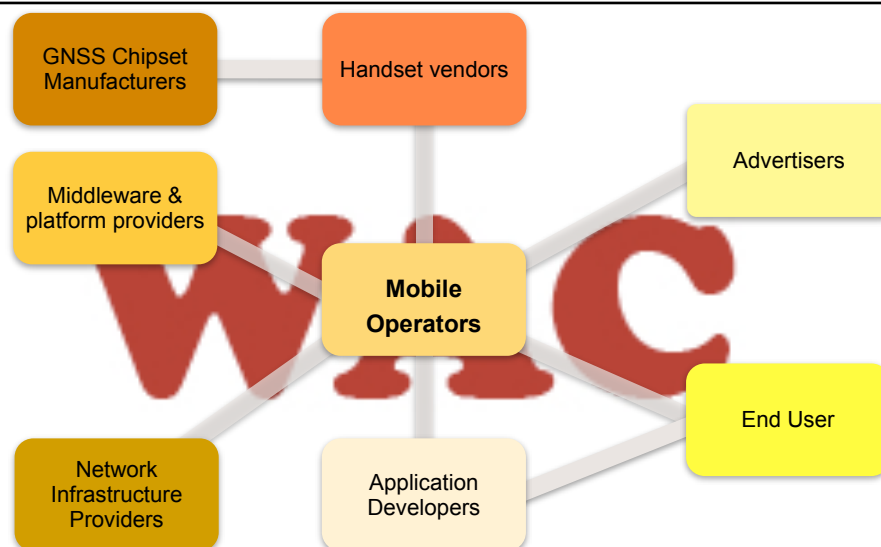 GNSS Chipset
Manufacturers
Handset vendors
Advertisers
Middleware &
platform providers
WAC
Mobile
Operators
End User
Network
Infrastructure
Providers
Application
Developers